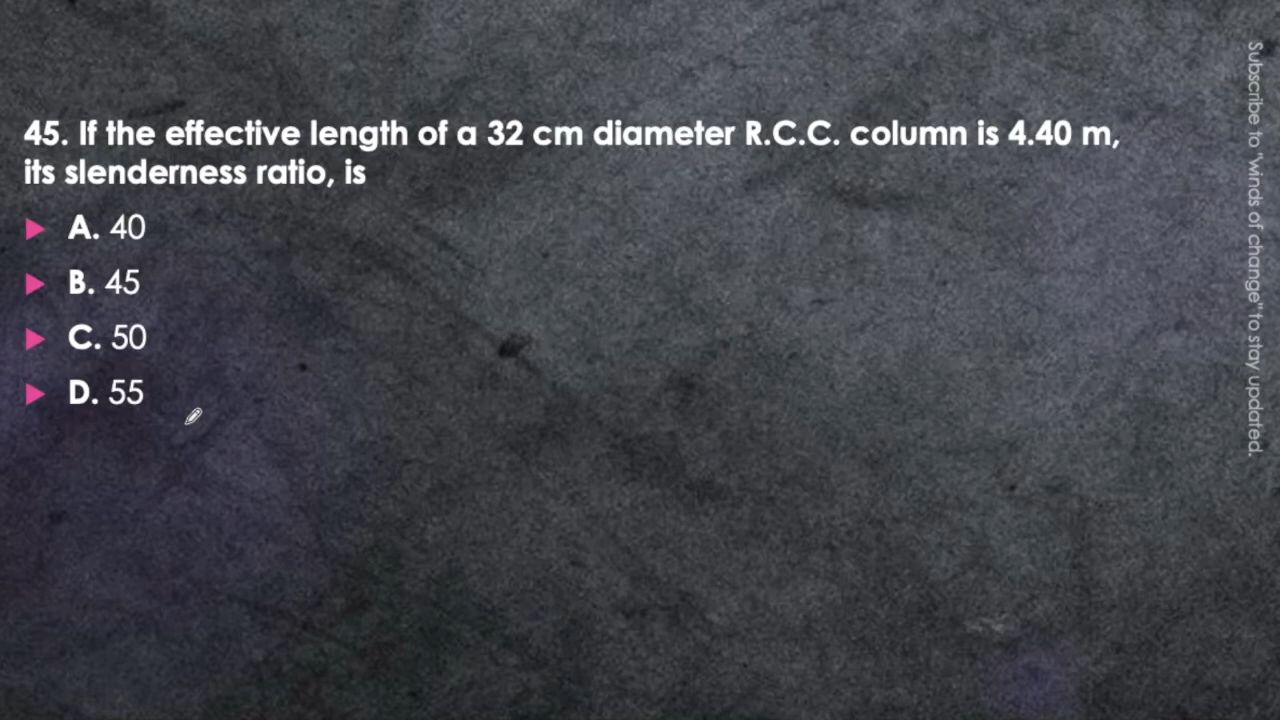 45. If the effective length of a 32 cm diameter R.C.C. column is 4.40 m,
its slenderness ratio, is
A. 40
B. 45
C. 50
D. 55
Subscribe to "winds of change" to stay updated.